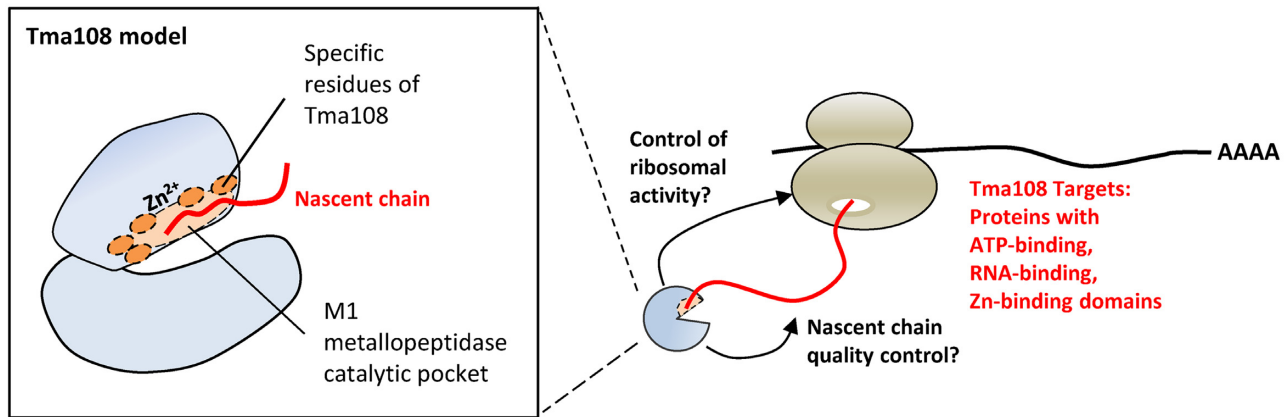 Tma108 model
Specific
residues of
Tma108
Zn2+
Nascent chain
M1
metallopeptidase
catalytic pocket
Control of
ribosomal
activity?
AAAA
Tma108 Targets:
Proteins with
ATP-binding,
RNA-binding,
Zn-binding domains
Nascent chain
quality control?